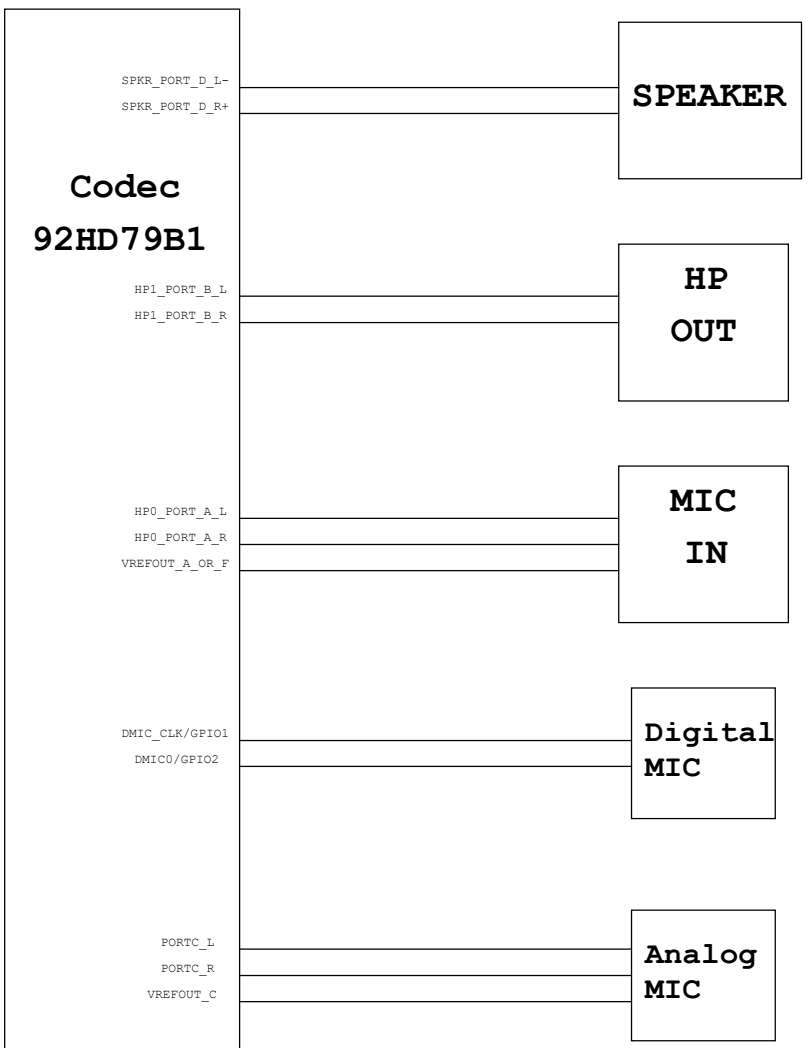 SPKR_PORT_D_L-
SPKR_PORT_D_R+
SPEAKER
Codec
92HD79B1
HP1_PORT_B_L
HP1_PORT_B_R
HP
OUT
HP0_PORT_A_L
HP0_PORT_A_R
VREFOUT_A_OR_F
MIC
IN
DMIC_CLK/GPIO1
DMIC0/GPIO2
Digital
MIC
PORTC_L
PORTC_R
VREFOUT_C
Analog
MIC